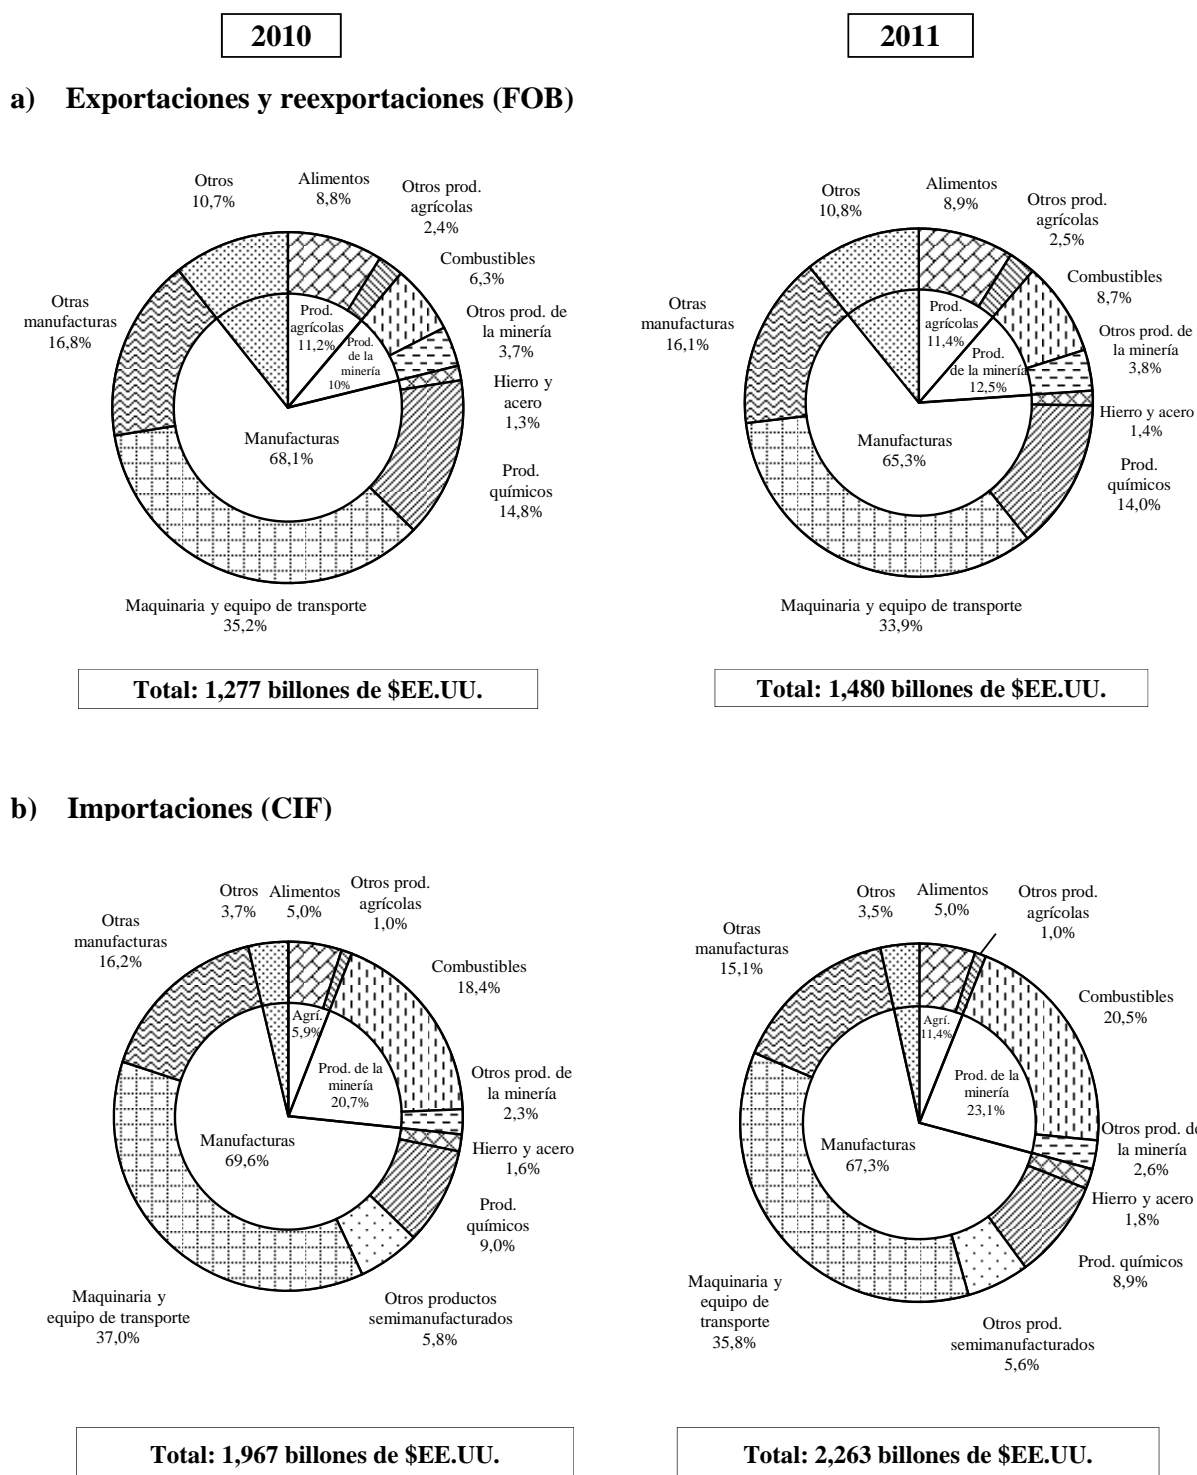 2010
2011
a) Exportaciones y reexportaciones (FOB)
Otros
10,7%
Alimentos
8,8%
Otros prod.
agrícolas
2,4%
Combustibles
6,3%
Otros prod. de
la minería
3,7%
Hierro y
acero
1,3%
Prod.
químicos
14,8%
Maquinaria y equipo de transporte
35,2%
Otras
manufacturas
16,8%
Prod.
agrícolas
11,2%
Prod.
de la
minería
10%
Manufacturas
68,1%
Total: 1,277 billones de $EE.UU.
Otros
10,8%
Alimentos
8,9%
Otros prod.
agrícolas
2,5%
Combustibles
8,7%
Otros prod. de
la minería
3,8%
Hierro y acero
1,4%
Prod.
químicos
14,0%
Maquinaria y equipo de transporte
33,9%
Otras
manufacturas
16,1%
Prod.
agrícolas
11,4%
Prod.
de la minería
12,5%
Manufacturas
65,3%
Total: 1,480 billones de $EE.UU.
b) Importaciones (CIF)
Otros
3,7%
Alimentos
5,0%
Otros prod.
agrícolas
1,0%
Combustibles
18,4%
Otros prod. de
la minería
2,3%
Hierro y acero
1,6%
Prod.
químicos
9,0%
Otros productos
semimanufacturados
5,8%
Maquinaria y
equipo de transporte
37,0%
Otras
manufacturas
16,2%
Agrí.
5,9%
Prod. de la
minería
20,7%
Manufacturas
69,6%
Total: 1,967 billones de $EE.UU.
Otros
3,5%
Alimentos
5,0%
Otros prod.
agrícolas
1,0%
Combustibles
20,5%
Otros prod. de
la minería
2,6%
Hierro y acero
1,8%
Prod. químicos
8,9%
Otros prod.
semimanufacturados
5,6%
Maquinaria y
equipo de
transporte
35,8%
Otras
manufacturas
15,1%
Agrí.
11,4%
Prod. de la
minería
23,1%
Manufacturas
67,3%
Total: 2,263 billones de $EE.UU.